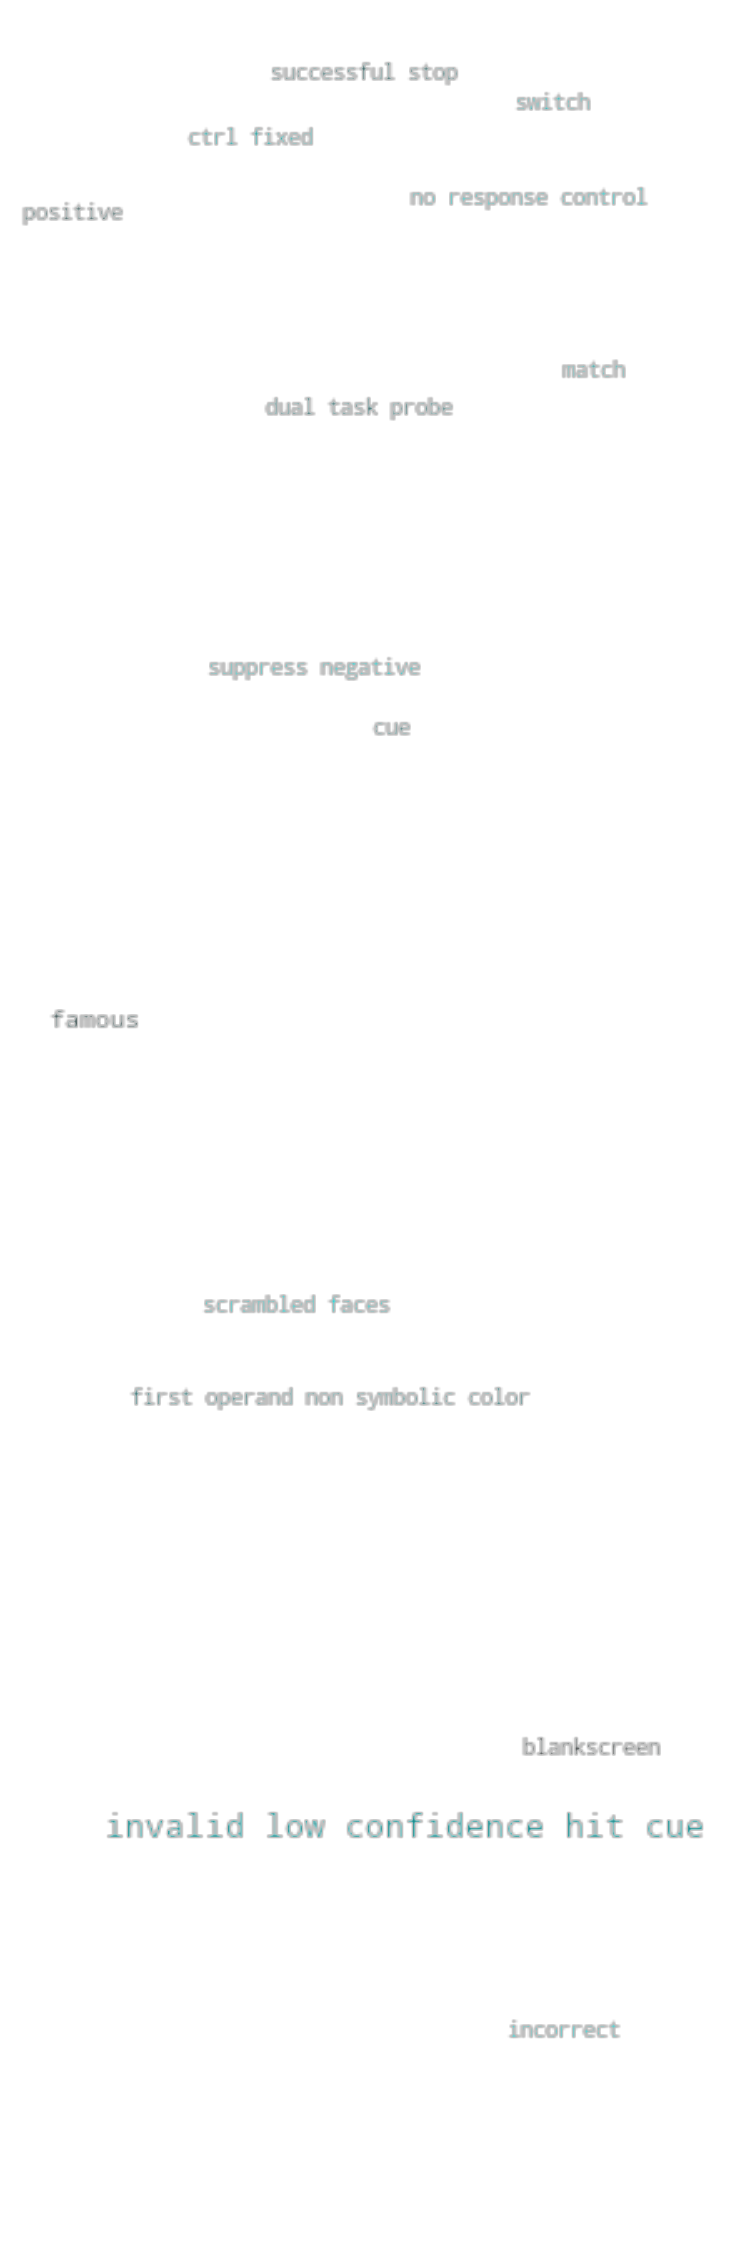 successful stop
switch
ctrl fixed
no response control
positive
match
dual task probe
suppress negative
cue
famous
scrambled faces
first operand non symbolic color
blankscreen
invalid low confidence hit cue
incorrect